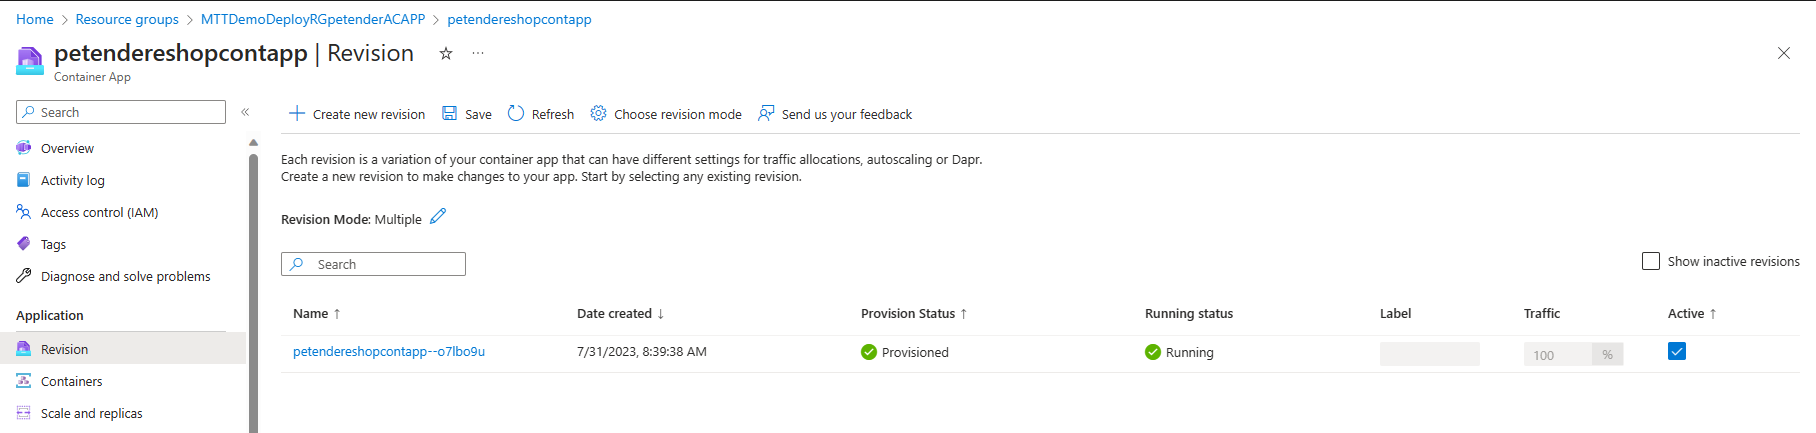 Home > Resource groups > MTTDemoDeployRGpetenderACAPP > petendereshopcontapp
petendereshopcontapp | Revision
Container App
Search
Overview
Activity log
Access control (IAM)
Tags
Diagnose and solve problems
Application
Revision
Containers
Scale and replicas
Create new revision Save Refresh Choose revision mode Send us your feedback
Each revision is a variation of your container app that can have different settings for traffic allocations, autoscaling or Dapr.
Create a new revision to make changes to your app. Start by selecting any existing revision.
Revision Mode: Multiple
Search
Show inactive revisions
Name ↑ Date created ↓ Provision Status ↑ Running status Label Traffic Active ↑
petendereshopcontapp--o7lbo9u 7/31/2023, 8:39:38 AM Provisioned Running 100 %